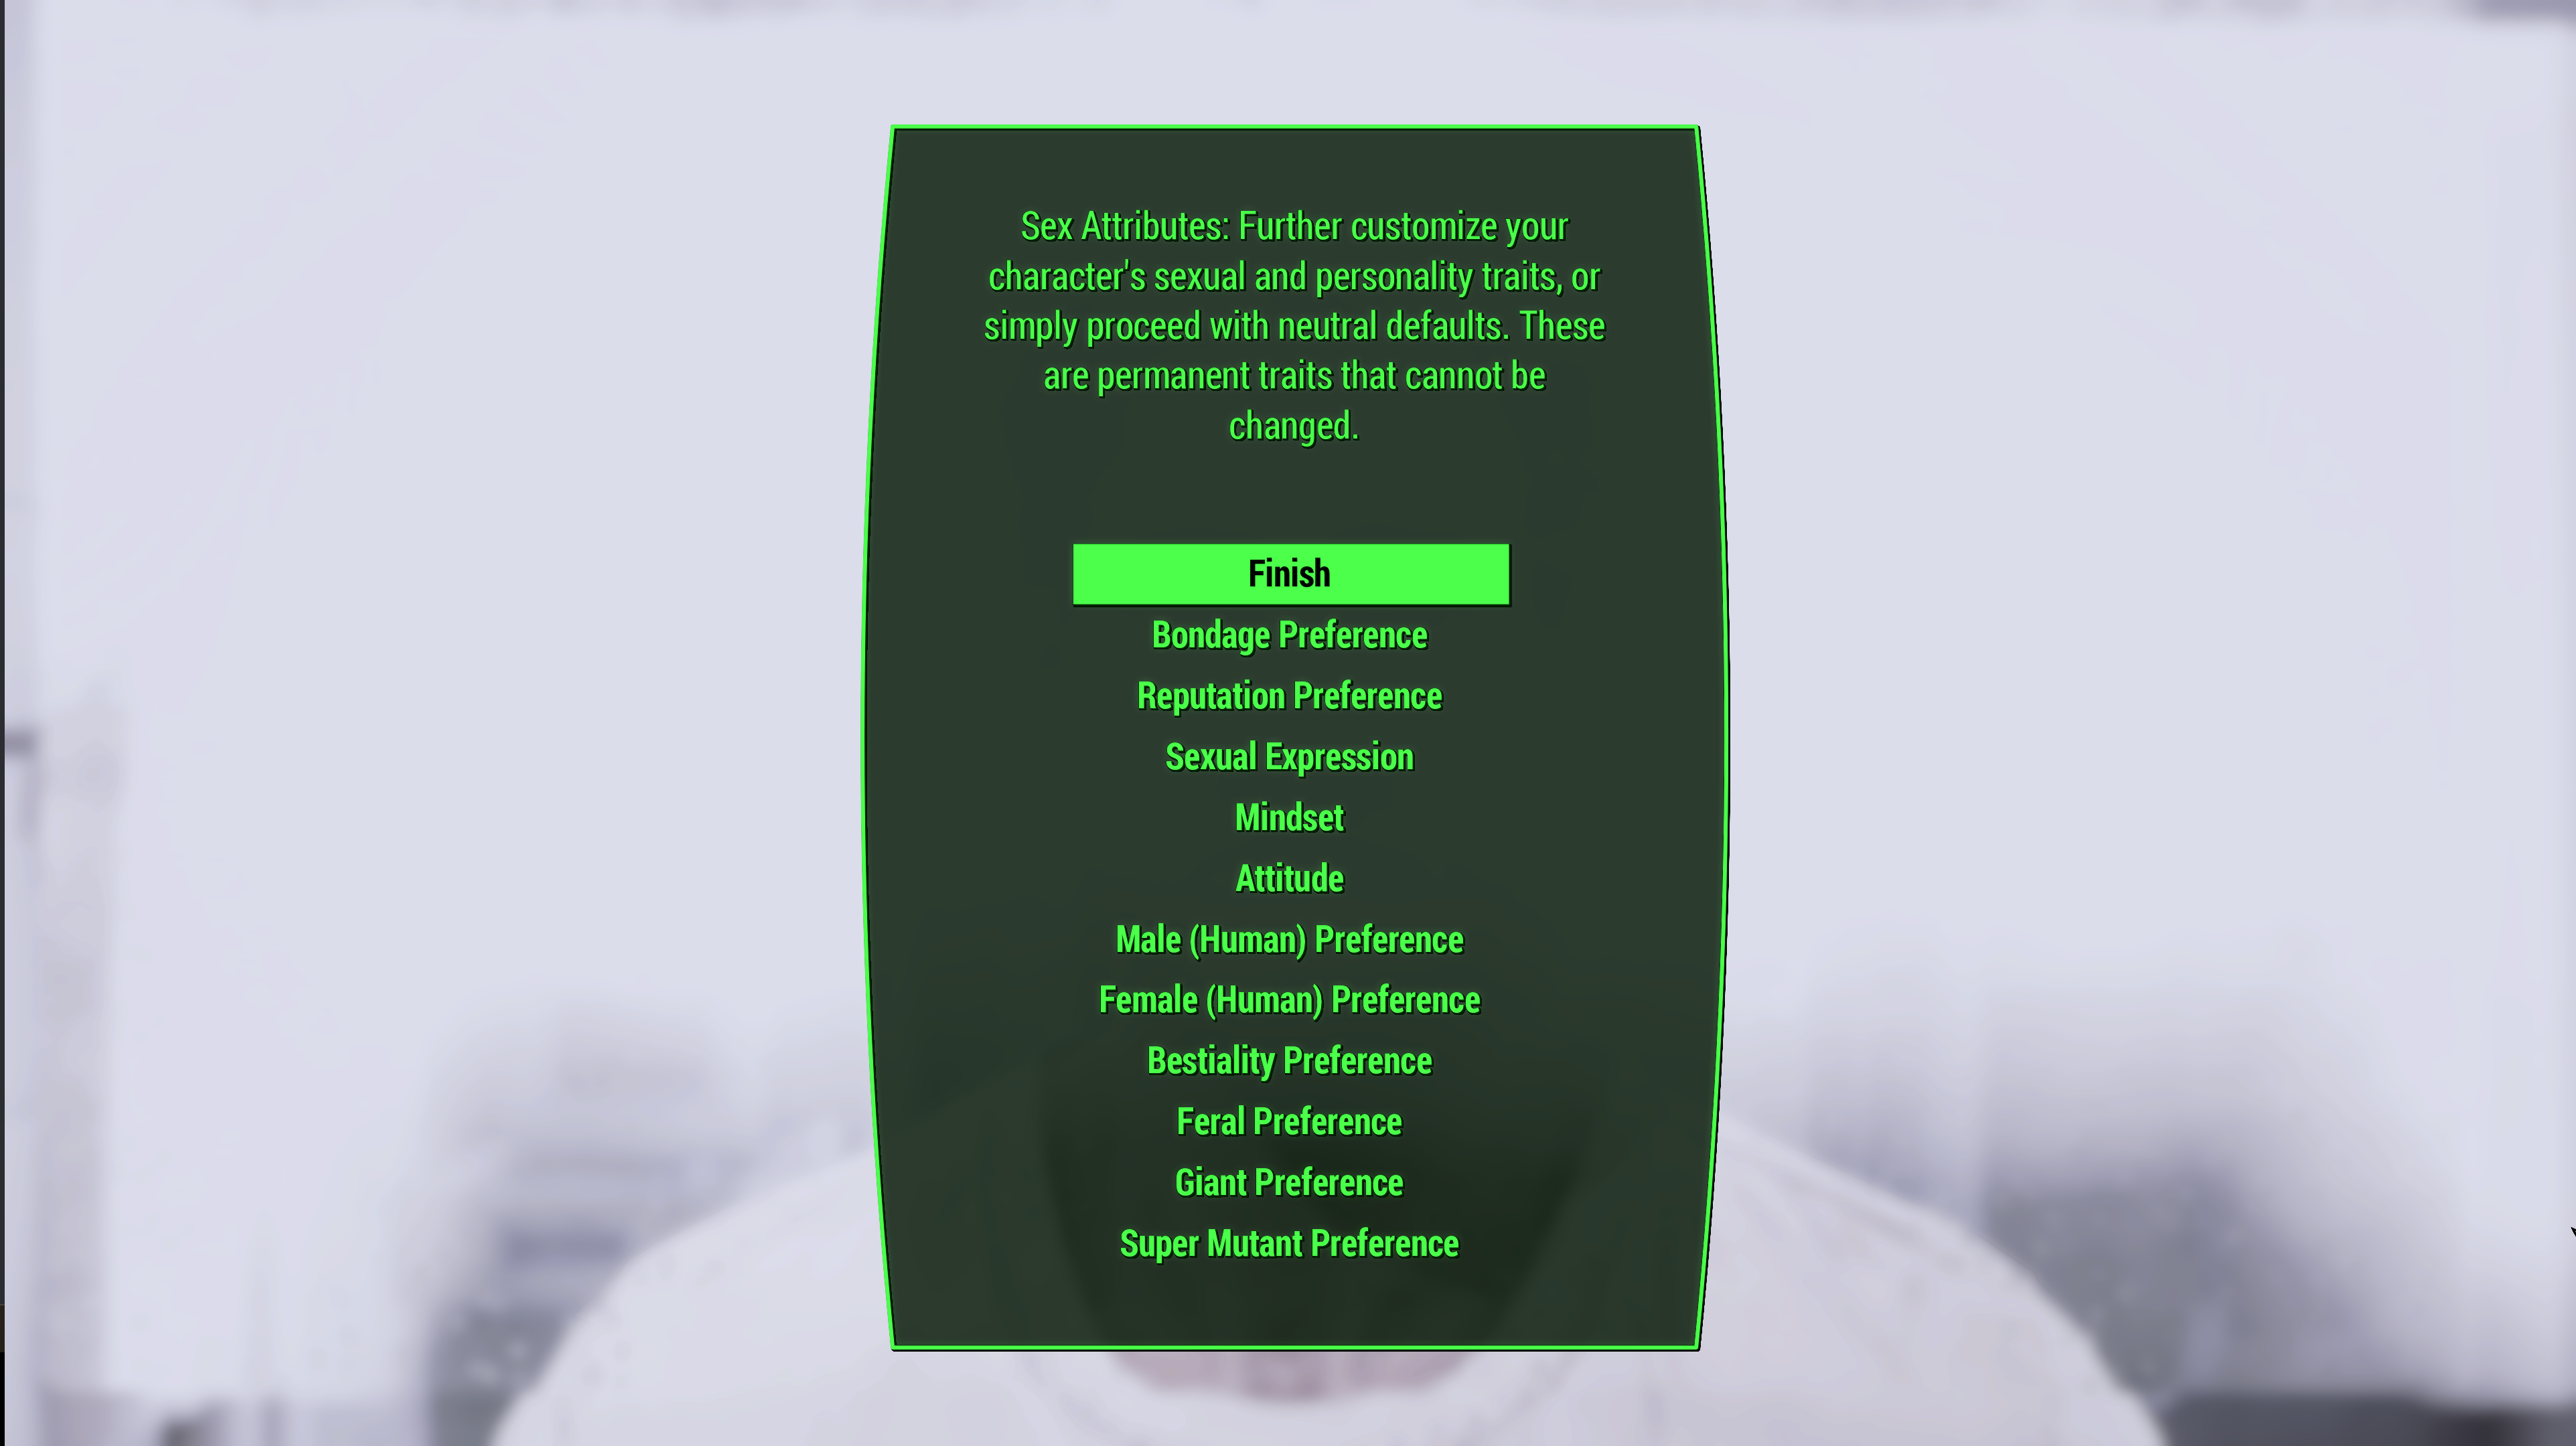 Sex Attributes: Further customize your
character's sexual and personality traits, or
simply proceed with neutral defaults. These
are permanent traits that cannot be
changed.
Finish
Bondage Preference
Reputation Preference
Sexual Expression
Mindset
Attitude
Male (Human) Preference
Female (Human) Preference
Bestiality Preference
Feral Preference
Giant Preference
Super Mutant Preference